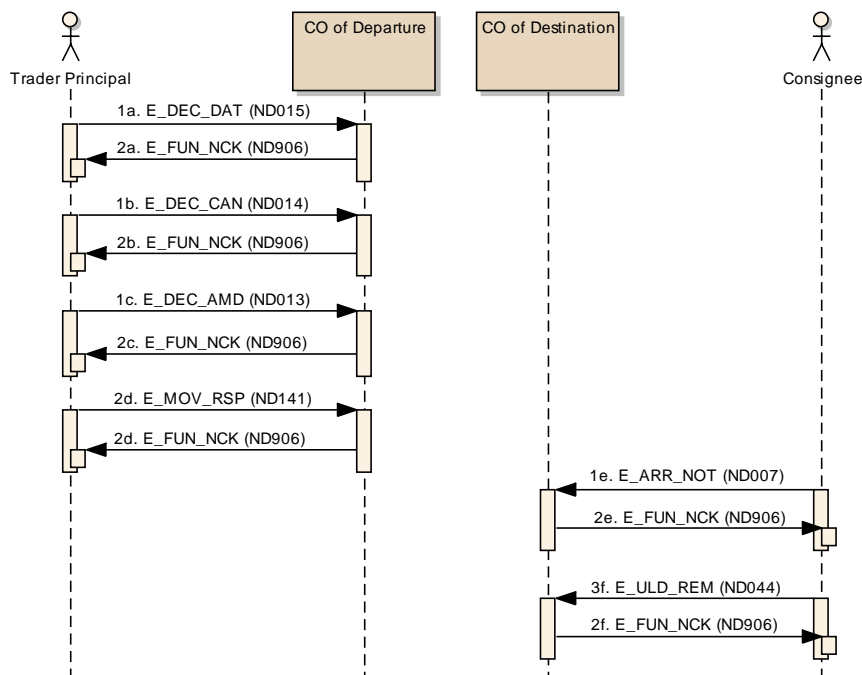 CO of Departure
CO of Destination
Trader Principal
Consignee
1a. E_DEC_DAT (ND015)
2a. E_FUN_NCK (ND906)
1b. E_DEC_CAN (ND014)
2b. E_FUN_NCK (ND906)
1c. E_DEC_AMD (ND013)
2c. E_FUN_NCK (ND906)
2d. E_MOV_RSP (ND141)
2d. E_FUN_NCK (ND906)
1e. E_ARR_NOT (ND007)
2e. E_FUN_NCK (ND906)
3f. E_ULD_REM (ND044)
2f. E_FUN_NCK (ND906)